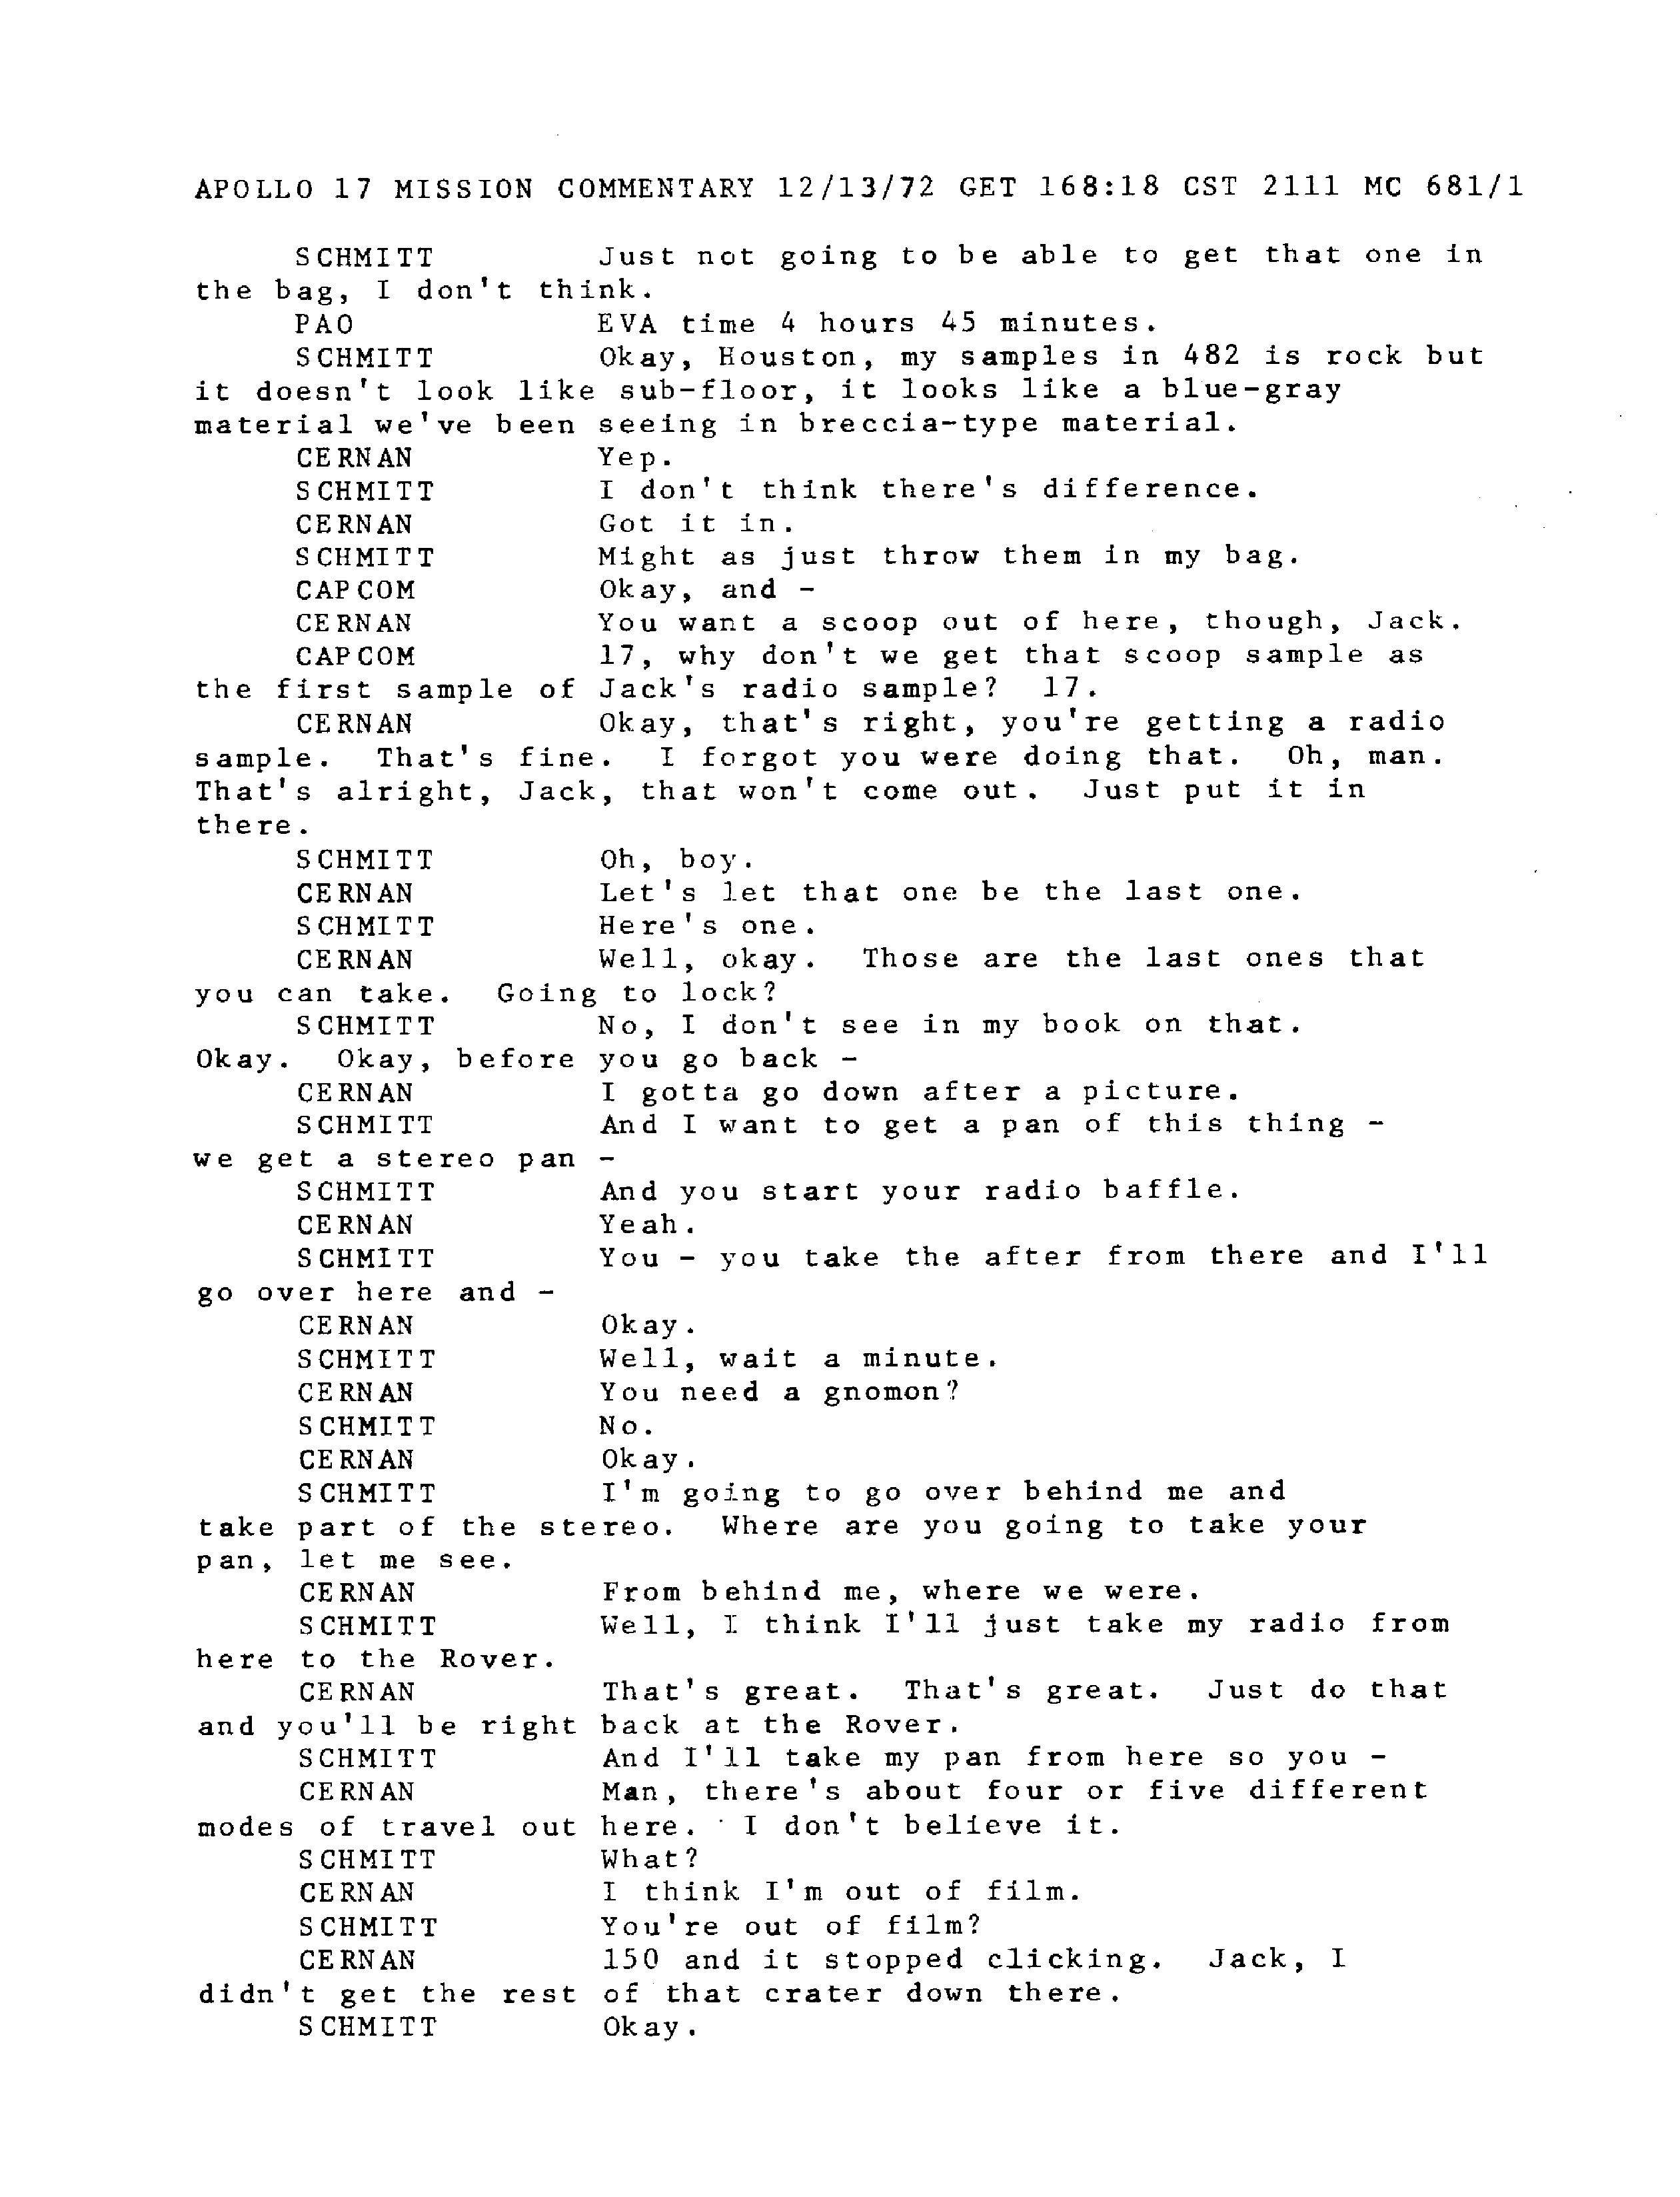 APOLLO 17 MISSION COMMENTARY 12/13/72 GET 168:18 CST 2111 MC 681/1
SCHMITT Just not going to be able to get that one in
the bag, I don't think.
PAO EVA time 4 hours 45 minutes.
SCHMITT Okay, Houston, my samples in 482 is rock but
it doesn't look like sub-floor, it looks like a blue-gray
material we've been seeing in breccia-type material.
CERNAN Yep.
SCHMITT I don't think there's difference.
CERNAN Got it in.
SCHMITT Might as just throw them in my bag.
CAPCOM Okay, and -
CERNAN You want a scoop out of here, though, Jack.
CAPCOM 17, why don't we get that scoop sample as
the first sample of Jack's radio sample? 17.
CERNAN Okay, that's right, you're getting a radio
sample. That's fine. I forgot you were doing that. Oh, man.
That's alright, Jack, that won't come out. Just put it in
there.
SCHMITT Oh, boy.
CERNAN Let's let that one be the last one.
SCHMITT Here's one.
CERNAN Well, okay. Those are the last ones that
you can take. Going to lock?
SCHMITT No, I don't see in my book on that.
Okay. Okay, before you go back -
CERNAN I gotta go down after a picture.
SCHMITT And I want to get a pan of this thing -
we get a stereo pan -
SCHMITT And you start your radio baffle.
CERNAN Yeah.
SCHMITT You - you take the after from there and I'll
go over here and -
CERNAN Okay.
SCHMITT Well, wait a minute.
CERNAN You need a gnomon?
SCHMITT No.
CERNAN Okay.
SCHMITT I'm going to go over behind me and
take part of the stereo. Where are you going to take your
pan, let me see.
CERNAN From behind me, where we were.
SCHMITT Well, I think I'll just take my radio from
here to the Rover.
CERNAN That's great. That's great. Just do that
and you'll be right back at the Rover.
SCHMITT And I'll take my pan from here so you -
CERNAN Man, there's about four or five different
modes of travel out here. I don't believe it.
SCHMITT What?
CERNAN I think I'm out of film.
SCHMITT You're out of film?
CERNAN 150 and it stopped clicking. Jack, I
didn't get the rest of that crater down there.
SCHMITT Okay.